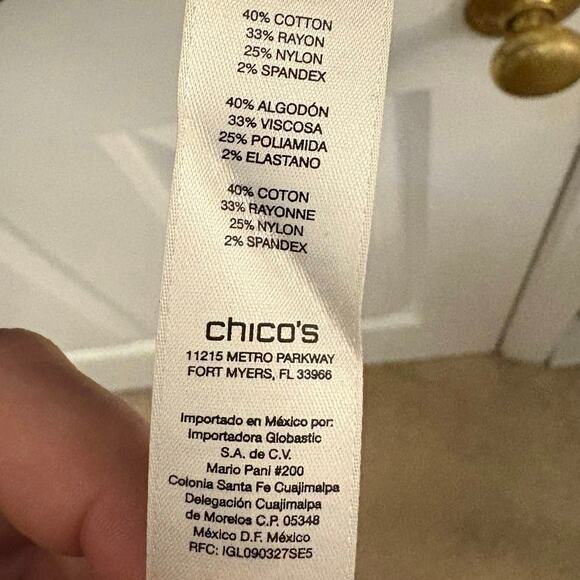 40% COTTON
33% RAYON
25% NYLON
2% SPANDEX
40% ALGODÓN
33% VISCOSA
25% POLIAMIDA
2% ELASTANO
40% COTON
33% RAYONNE
25% NYLON
2% SPANDEX
chico's
11215 METRO PARKWAY
FORT MYERS, FL 33966
Importado en México por:
Importadora Globastic
S.A. de C.V.
Mario Pani #200
Colonia Santa Fe Cuajimalpa
Delegación Cuajimalpa
de Morelos C.P. 05348
México D.F. México
RFC: IGL090327SE5